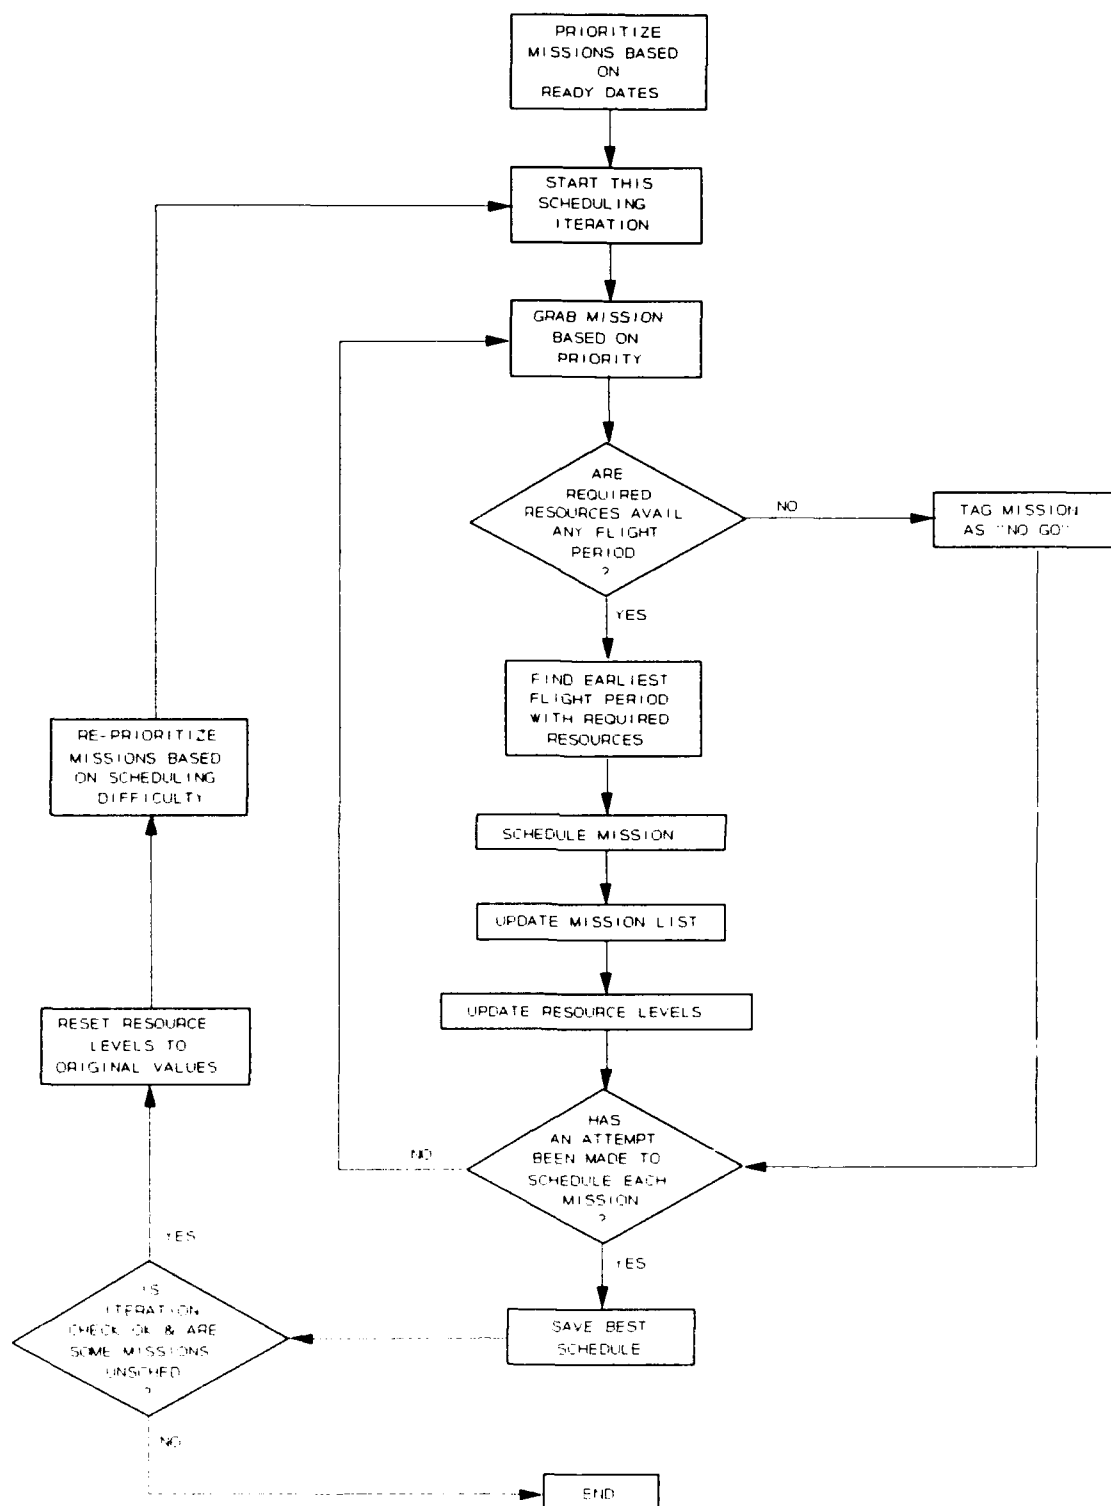 PRIORITIZE
MISSIONS BASED
ON
READY DATES
START THIS
SCHEDULING
ITERATION
GRAB MISSION
BASED ON
PRIORITY
ARE
REQUIRED
RESOURCES AVAIL
ANY FLIGHT
PERIOD
?
NO
TAG MISSION
AS "NO GO"
YES
FIND EARLIEST
FLIGHT PERIOD
WITH REQUIRED
RESOURCES
RE-PRIORITIZE
MISSIONS BASED
ON SCHEDULING
DIFFICULTY
SCHEDULE MISSION
UPDATE MISSION LIST
UPDATE RESOURCE LEVELS
RESET RESOURCE
LEVELS TO
ORIGINAL VALUES
HAS
AN ATTEMPT
BEEN MADE TO
SCHEDULE EACH
MISSION
?
NO
YES
YES
IS
ITERATION
CHECK OK & ARE
SOME MISSIONS
UNSCHED
?
SAVE BEST
SCHEDULE
NO
END